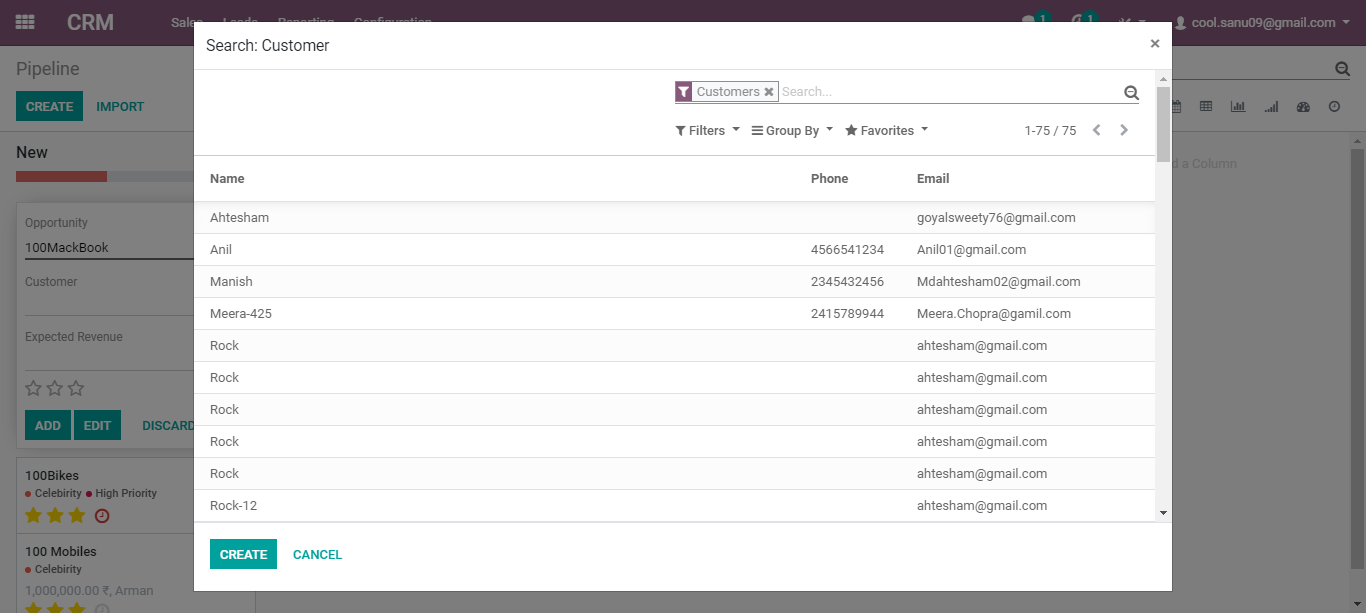 CRM
Sales Leads Reporting Configuration
1 1
cool.sanu09@gmail.com
Pipeline
CREATE IMPORT
New
Opportunity
100MackBook
Customer
Expected Revenue
ADD EDIT DISCARD
100Bikes
Celebirity High Priority
100 Mobiles
Celebirity
1,000,000.00 ₹, Arman
Search: Customer
×
Customers Search...
Filters Group By Favorites 1-75 / 75
Name Phone Email
Ahtesham goyalsweety76@gmail.com
Anil 4566541234 Anil01@gmail.com
Manish 2345432456 Mdahtesham02@gmail.com
Meera-425 2415789944 Meera.Chopra@gamil.com
Rock ahtesham@gmail.com
Rock ahtesham@gmail.com
Rock ahtesham@gmail.com
Rock ahtesham@gmail.com
Rock ahtesham@gmail.com
Rock-12 ahtesham@gmail.com
CREATE CANCEL
d a Column